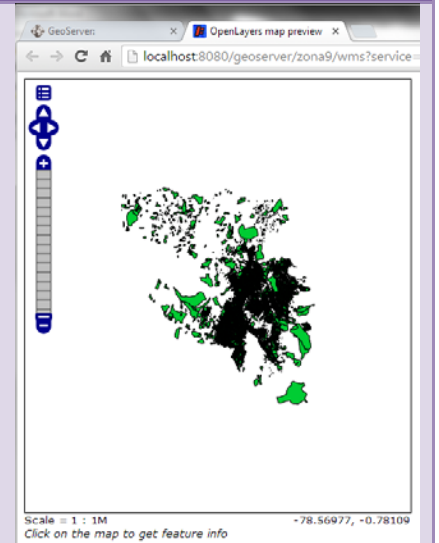 GeoServer:
OpenLayers map preview
localhost:8080/geoserver/zona9/wms?service=
Scale = 1 : 1M
-78.56977, -0.78109
Click on the map to get feature info